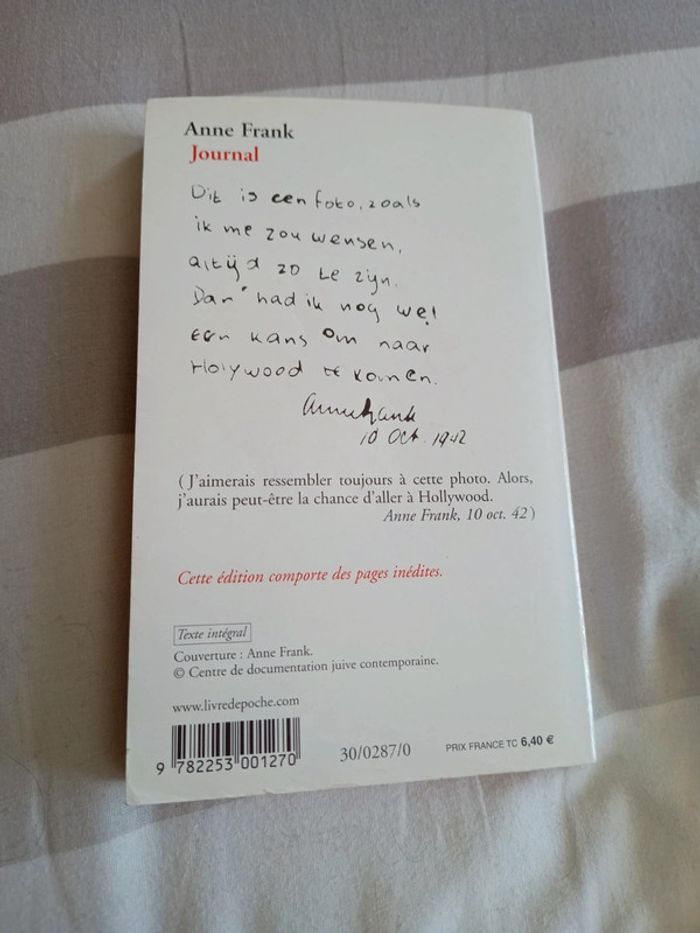 Anne Frank
Journal
Dit is een foto, zoals
ik me zou wensen,
altijd zo te zijn.
Dan had ik nog wel
een kans om naar
Holywood te komen.
Annefrank
10 Oct. 1942
( J'aimerais ressembler toujours à cette photo. Alors,
j'aurais peut-être la chance d'aller à Hollywood.
Anne Frank, 10 oct. 42 )
Cette édition comporte des pages inédites.
Texte intégral
Couverture : Anne Frank.
© Centre de documentation juive contemporaine.
www.livredepoche.com
9 782253 001270
30/0287/0
PRIX FRANCE TC 6,40 €